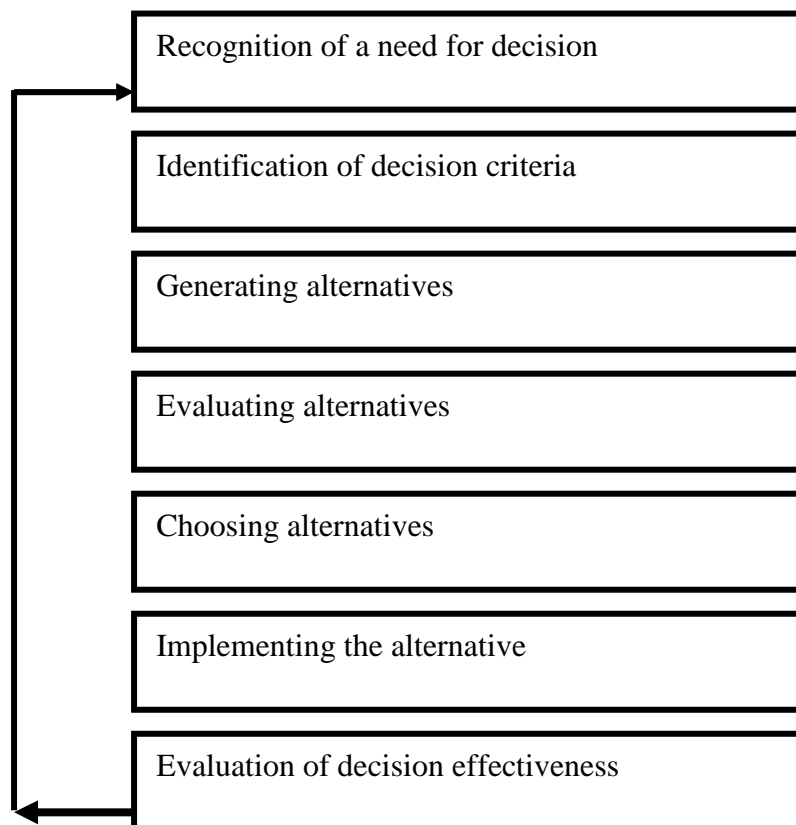 Recognition of a need for decision
Identification of decision criteria
Generating alternatives
Evaluating alternatives
Choosing alternatives
Implementing the alternative
Evaluation of decision effectiveness